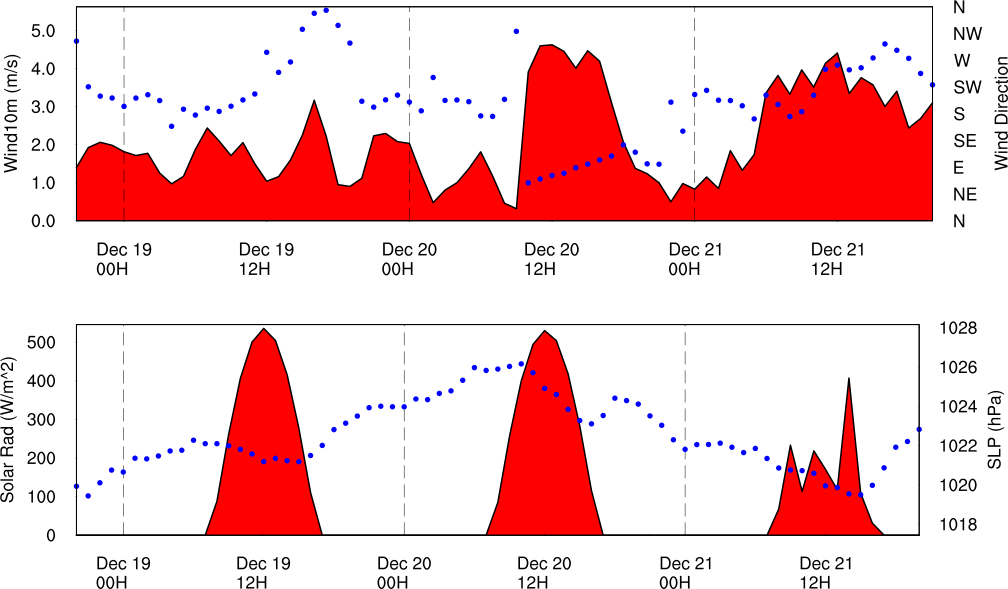 N
5.0 NW
4.0 W
SW
3.0 S
2.0 SE
E
1.0 NE
0.0 N
Wind10m (m/s)
Wind Direction
Dec 19 Dec 19 Dec 20 Dec 20 Dec 21 Dec 21
00H 12H 00H 12H 00H 12H
1028
500
1026
400
1024
300
1022
200
1020
100
1018
0
Solar Rad (W/m^2)
SLP (hPa)
Dec 19 Dec 19 Dec 20 Dec 20 Dec 21 Dec 21
00H 12H 00H 12H 00H 12H